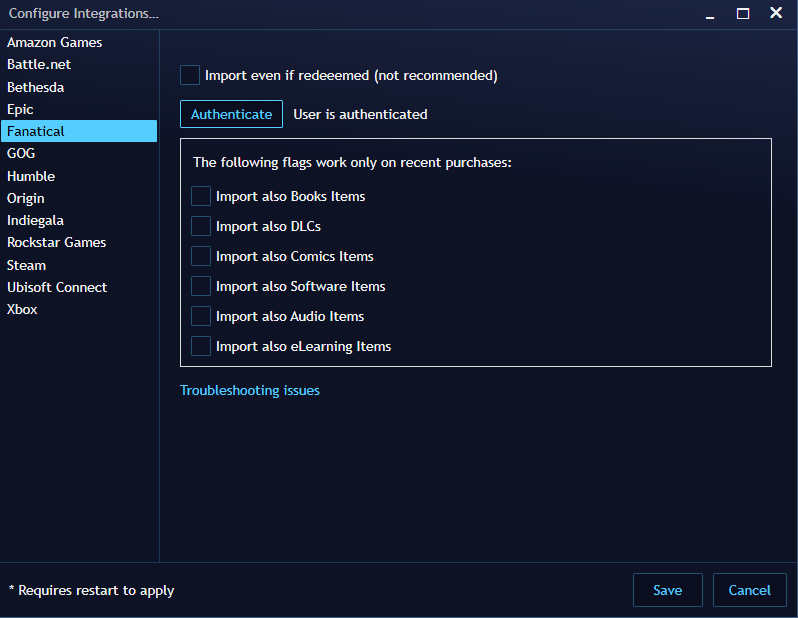 Configure Integrations...
Amazon Games
Battle.net
Bethesda
Epic
Fanatical
GOG
Humble
Origin
Indiegala
Rockstar Games
Steam
Ubisoft Connect
Xbox
Import even if redeeemed (not recommended)
Authenticate User is authenticated
The following flags work only on recent purchases:
Import also Books Items
Import also DLCs
Import also Comics Items
Import also Software Items
Import also Audio Items
Import also eLearning Items
Troubleshooting issues
* Requires restart to apply
Save Cancel